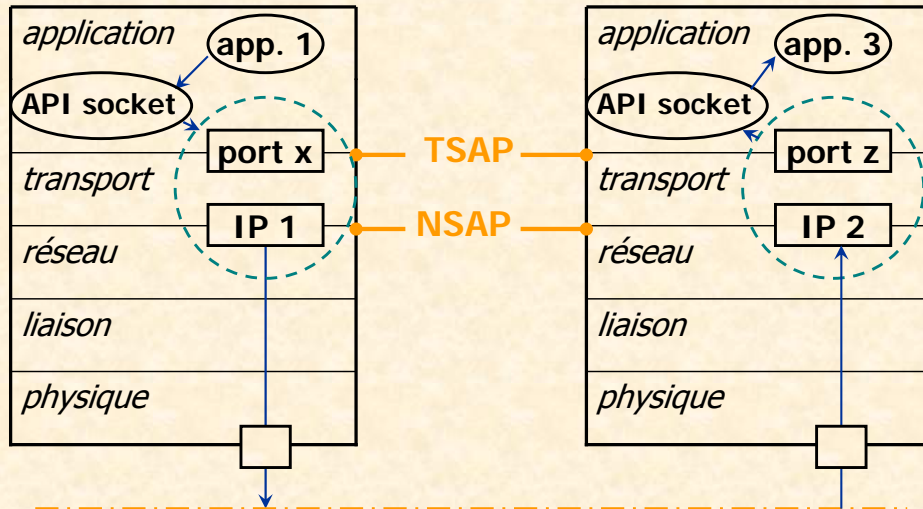 application
app. 1
API socket
port x
transport
IP 1
réseau
liaison
physique
TSAP
NSAP
application
app. 3
API socket
port z
transport
IP 2
réseau
liaison
physique